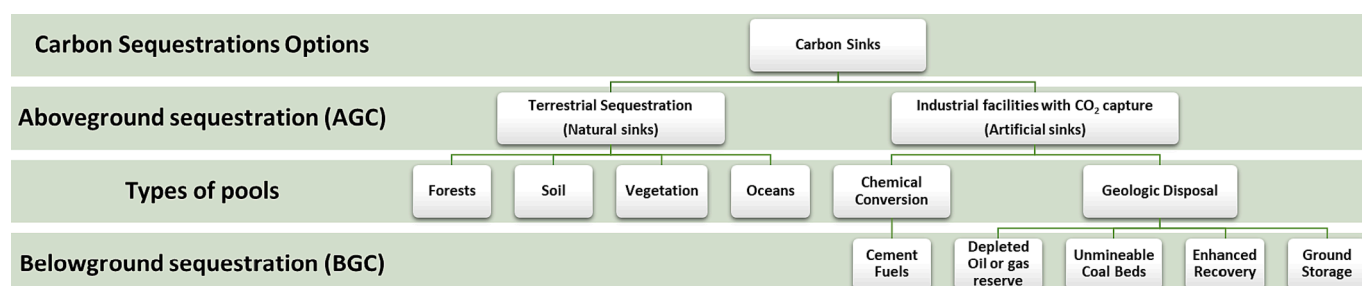 Carbon Sequestrations Options
Carbon Sinks
Aboveground sequestration (AGC)
Terrestrial Sequestration
(Natural sinks)
Industrial facilities with CO₂ capture
(Artificial sinks)
Types of pools
Forests
Soil
Vegetation
Oceans
Chemical
Conversion
Geologic Disposal
Belowground sequestration (BGC)
Cement
Fuels
Depleted
Oil or gas
reserve
Unmineable
Coal Beds
Enhanced
Recovery
Ground
Storage